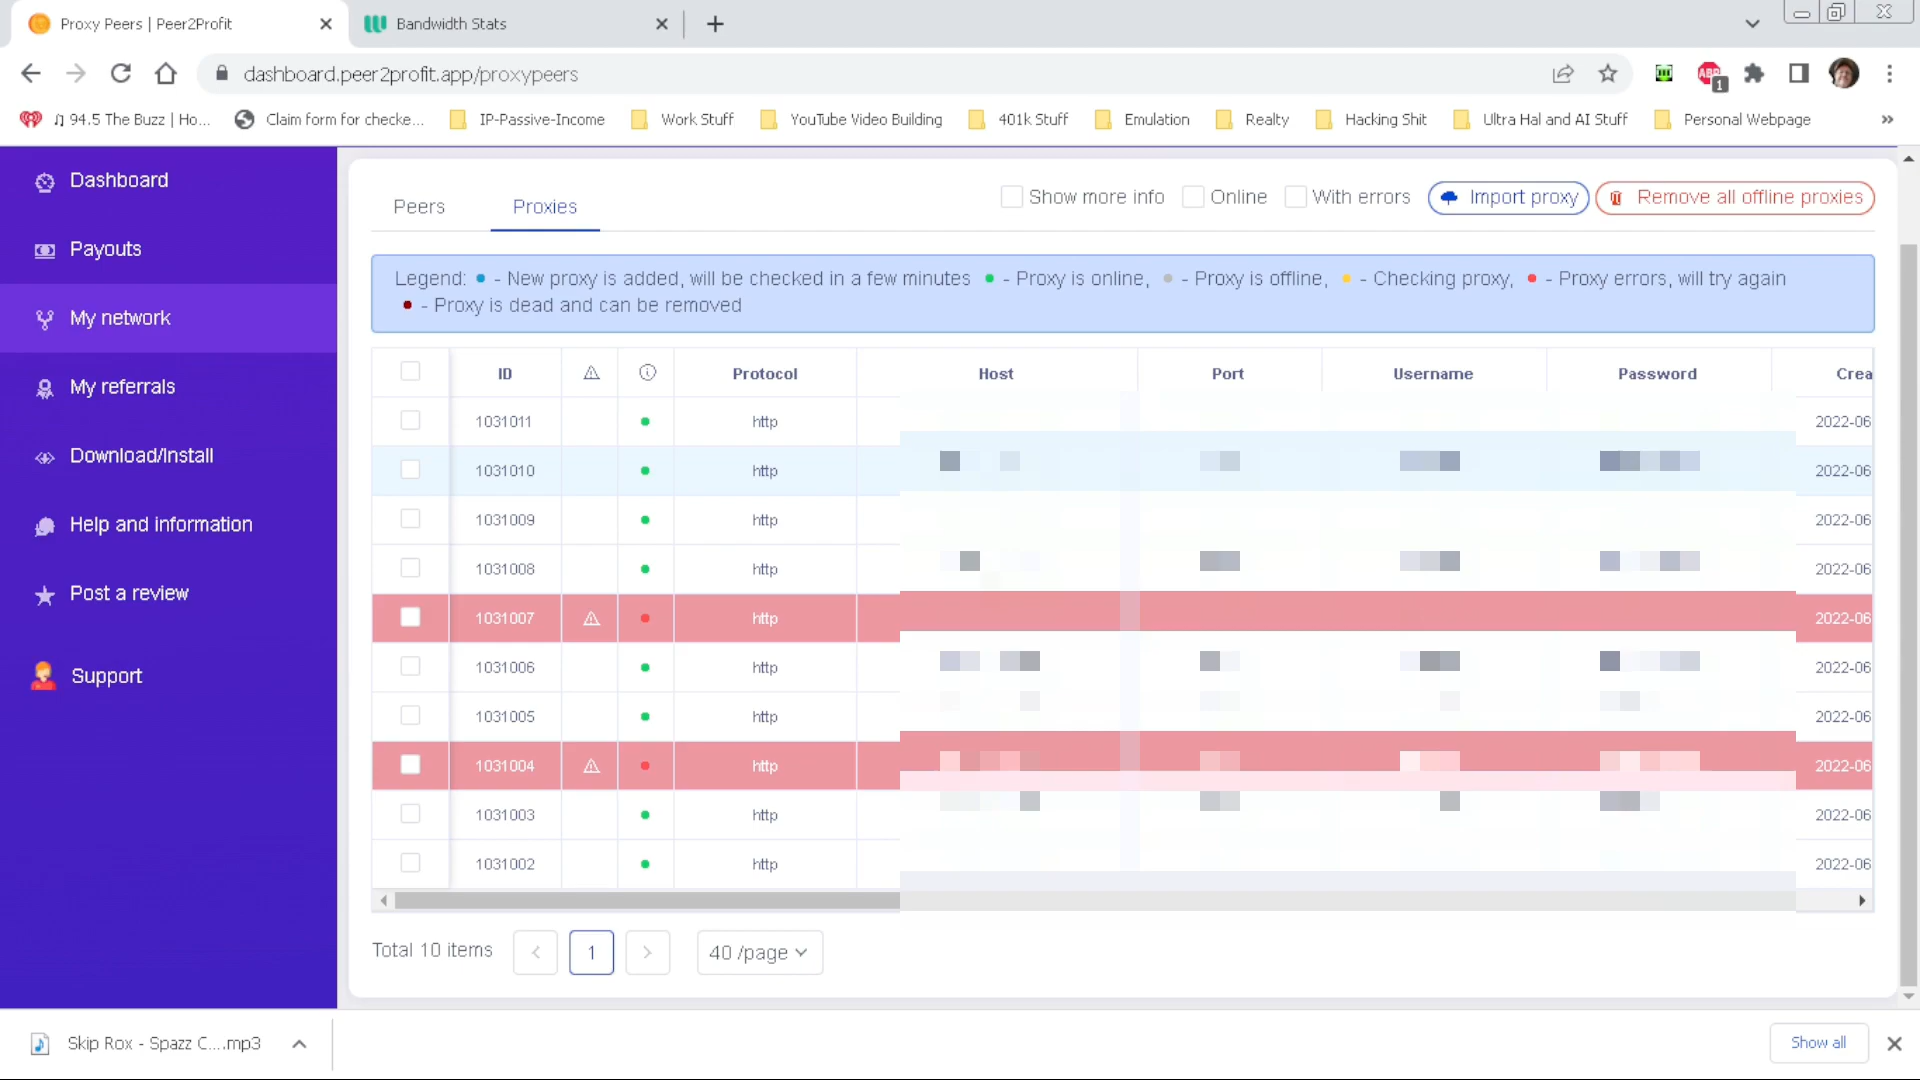 Proxy Peers | Peer2Profit
Bandwidth Stats
dashboard.peer2profit.app/proxypeers
ABP 1
♫ 94.5 The Buzz | Ho...
Claim form for checke...
IP-Passive-Income
Work Stuff
YouTube Video Building
401k Stuff
Emulation
Realty
Hacking Shit
Ultra Hal and AI Stuff
Personal Webpage
»
Dashboard
Payouts
My network
My referrals
Download/Install
Help and information
Post a review
Support
Peers Proxies Show more info Online With errors Import proxy Remove all offline proxies
Legend: - New proxy is added, will be checked in a few minutes - Proxy is online, - Proxy is offline, - Checking proxy, - Proxy errors, will try again
- Proxy is dead and can be removed
ID Protocol Host Port Username Password Crea
1031011 http 2022-06
1031010 http 2022-06
1031009 http 2022-06
1031008 http 2022-06
1031007 http 2022-06
1031006 http 2022-06
1031005 http 2022-06
1031004 http 2022-06
1031003 http 2022-06
1031002 http 2022-06
Total 10 items < 1 > 40 /page
Skip Rox - Spazz C....mp3
Show all